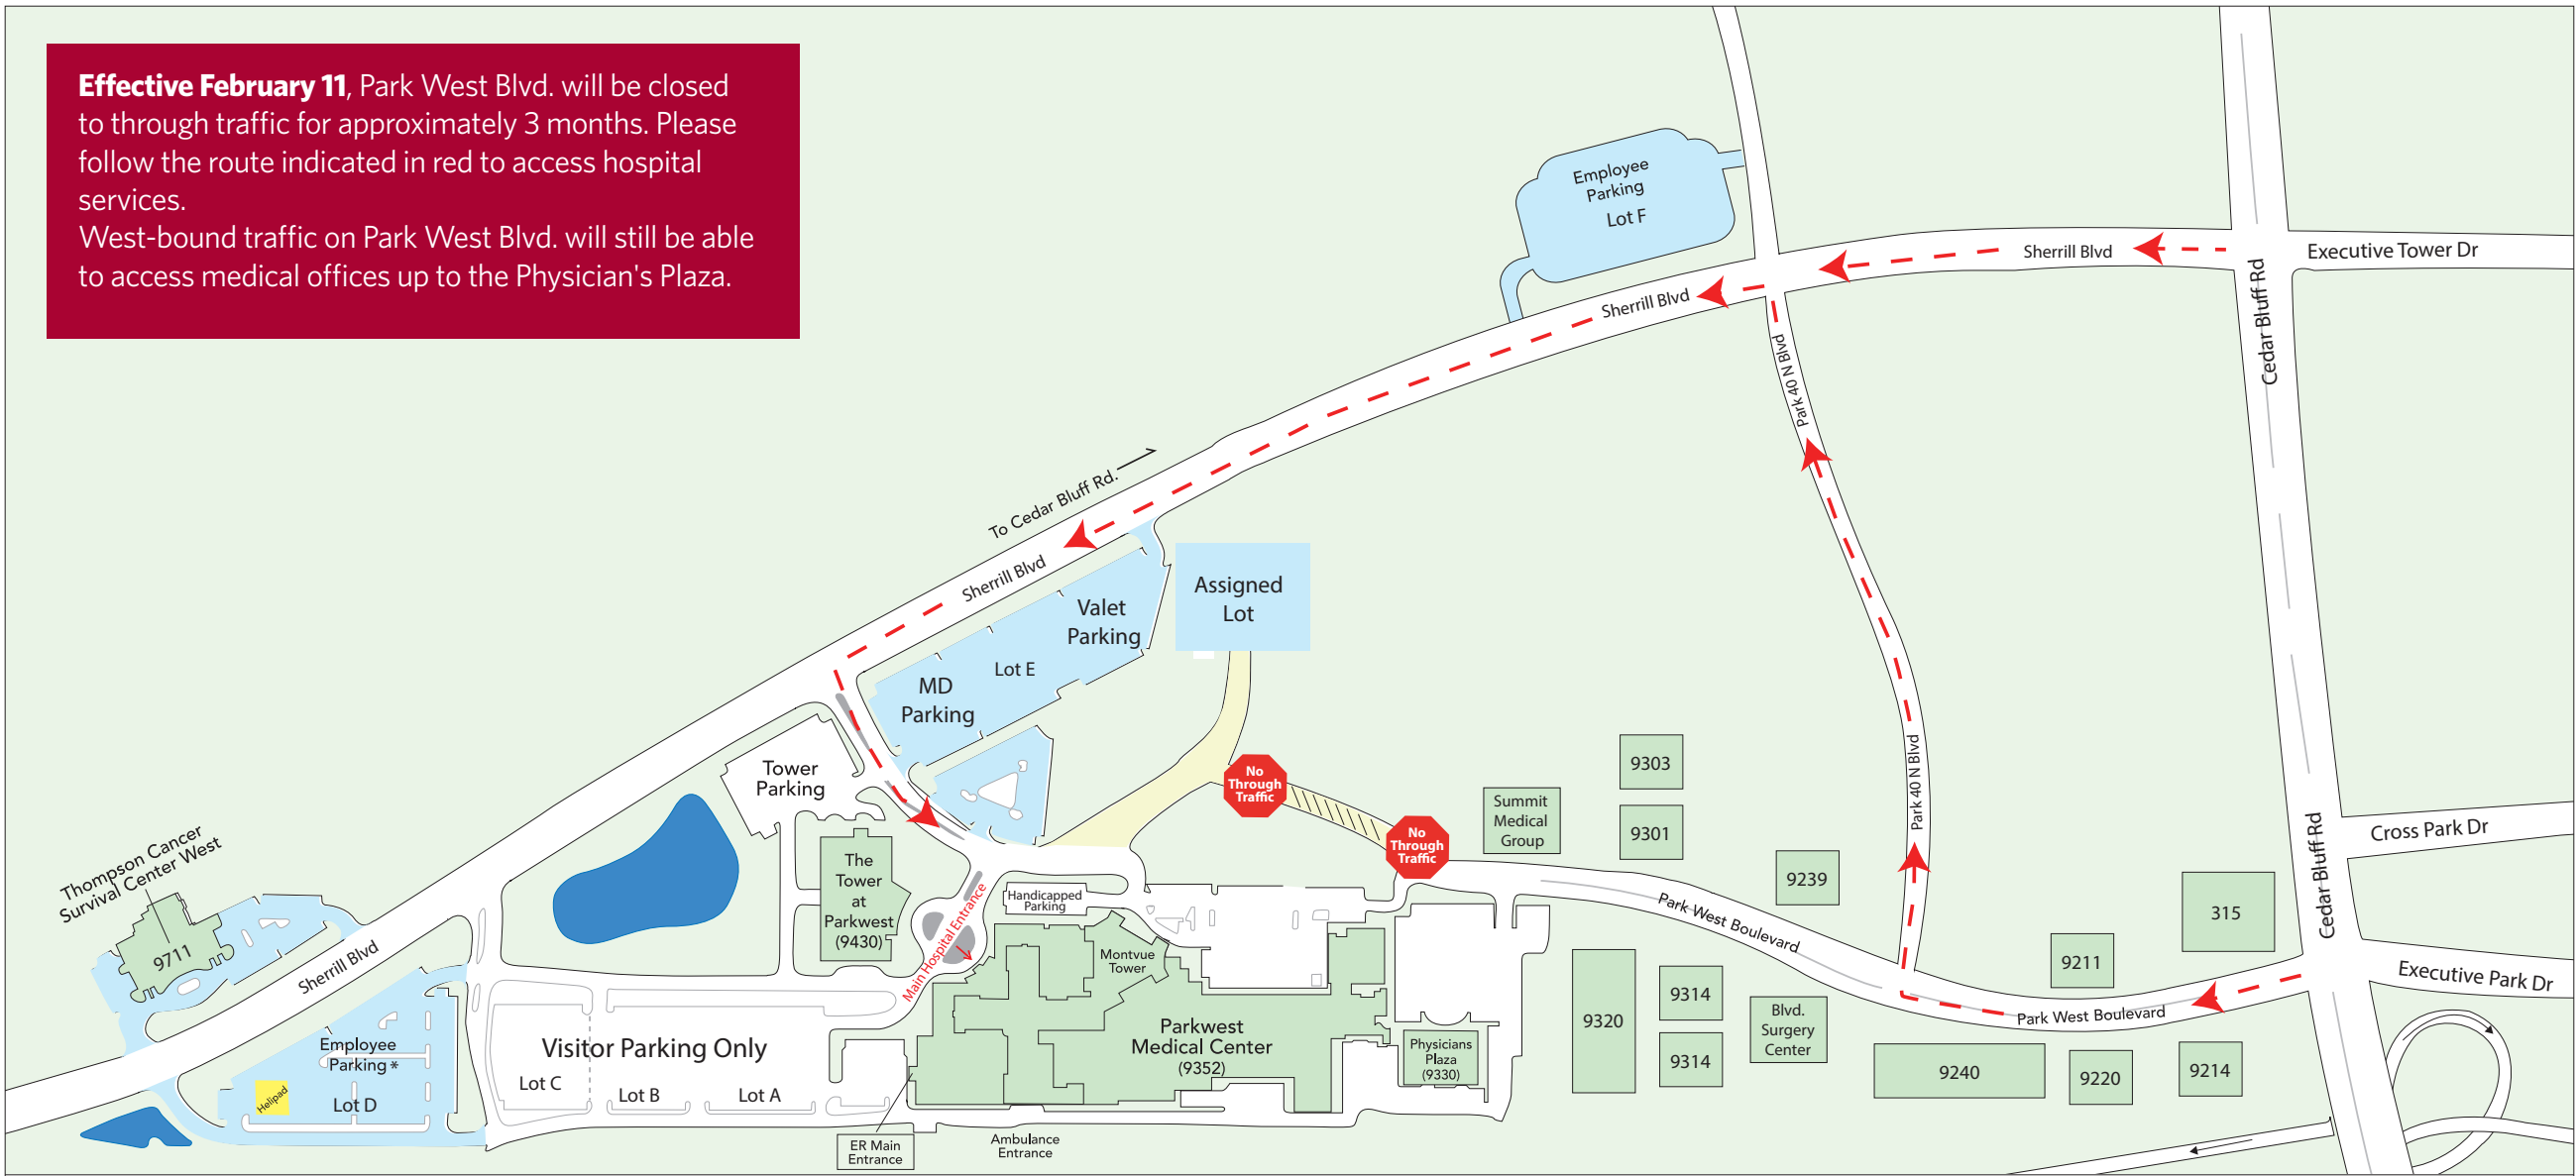 Effective February 11, Park West Blvd. will be closed
to through traffic for approximately 3 months. Please
follow the route indicated in red to access hospital
services.
West-bound traffic on Park West Blvd. will still be able
to access medical offices up to the Physician's Plaza.
Employee
Parking
Lot F
Sherrill Blvd
Executive Tower Dr
Sherrill Blvd
Cedar Bluff Rd
Park 40 N Blvd
To Cedar Bluff Rd.
Sherrill Blvd
Assigned
Lot
Valet
Parking
Lot E
MD
Parking
Tower
Parking
No
Through
Traffic
No
Through
Traffic
Summit
Medical
Group
9303
9301
9239
Park 40 N Blvd
Cedar Bluff Rd
Cross Park Dr
315
9211
Thompson Cancer
Survival Center West
9711
Sherrill Blvd
The
Tower
at
Parkwest
(9430)
Main Hospital Entrance
Handicapped
Parking
Montvue
Tower
Park West Boulevard
Executive Park Dr
Park West Boulevard
Employee
Parking *
Helipad
Lot D
Visitor Parking Only
Lot C
Lot B
Lot A
Parkwest
Medical Center
(9352)
Physicians
Plaza
(9330)
9320
9314
9314
Blvd.
Surgery
Center
9240
9220
9214
ER Main
Entrance
Ambulance
Entrance